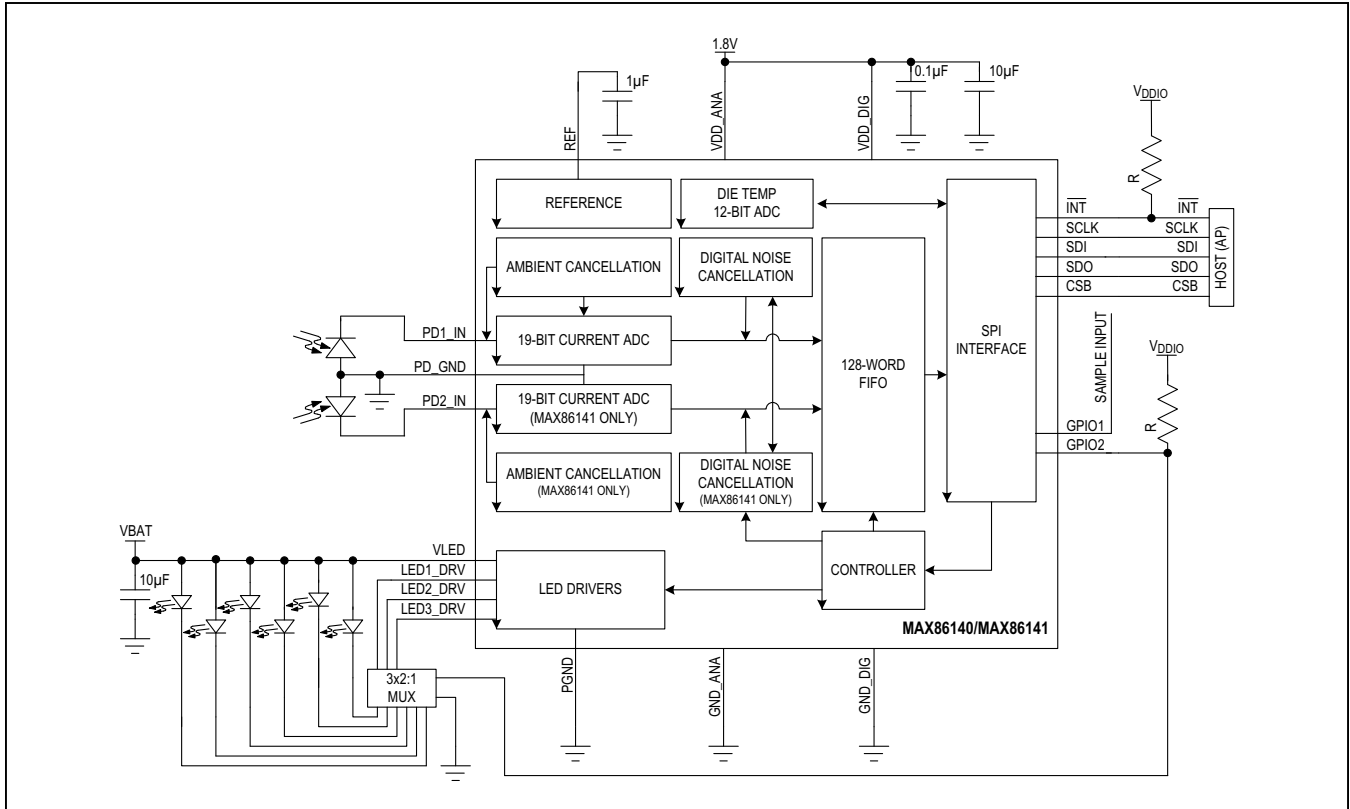 1.8V
1µF
0.1µF
10µF
VDDIO
REF
VDD_ANA
VDD_DIG
R
REFERENCE
DIE TEMP
12-BIT ADC
INT
INT
SCLK
SCLK
SDI
SDI
SDO
SDO
CSB
CSB
HOST (AP)
AMBIENT CANCELLATION
DIGITAL NOISE
CANCELLATION
PD1_IN
19-BIT CURRENT ADC
SPI
INTERFACE
SAMPLE INPUT
VDDIO
PD_GND
128-WORD
FIFO
PD2_IN
19-BIT CURRENT ADC
(MAX86141 ONLY)
R
GPIO1
GPIO2
AMBIENT CANCELLATION
(MAX86141 ONLY)
DIGITAL NOISE
CANCELLATION
(MAX86141 ONLY)
VBAT
10µF
VLED
LED1_DRV
LED2_DRV
LED3_DRV
LED DRIVERS
CONTROLLER
MAX86140/MAX86141
3x2:1
MUX
PGND
GND_ANA
GND_DIG